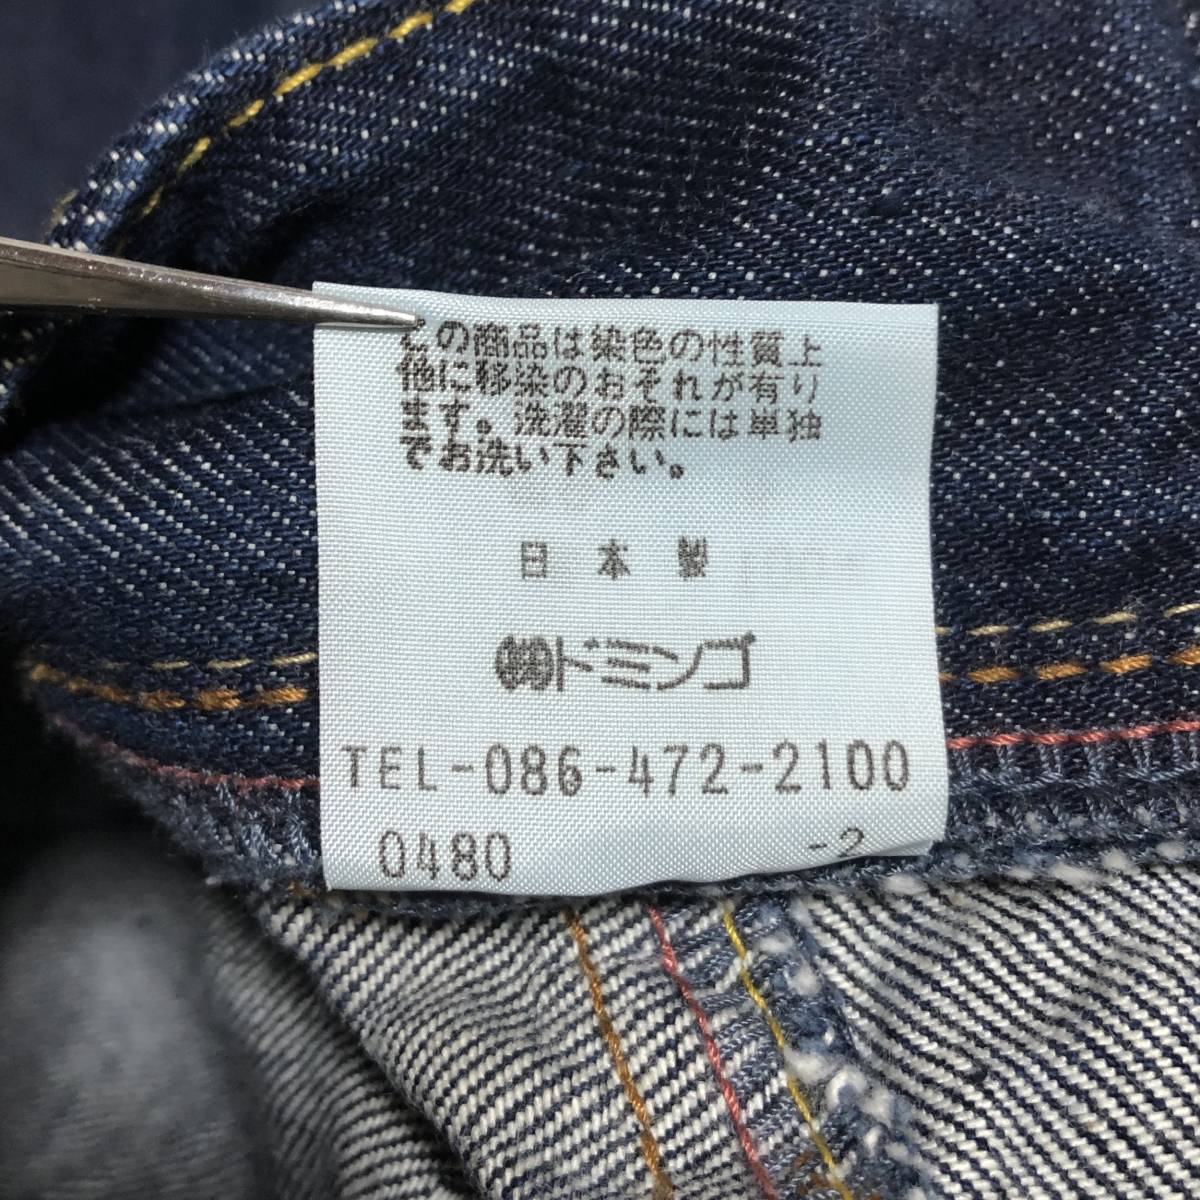 この商品は染色の性質上
他に移染のおそれが有り
ます。洗濯の際には単独
でお洗い下さい。
日本製
㈱ドミンゴ
TEL-086-472-2100
0480 -2